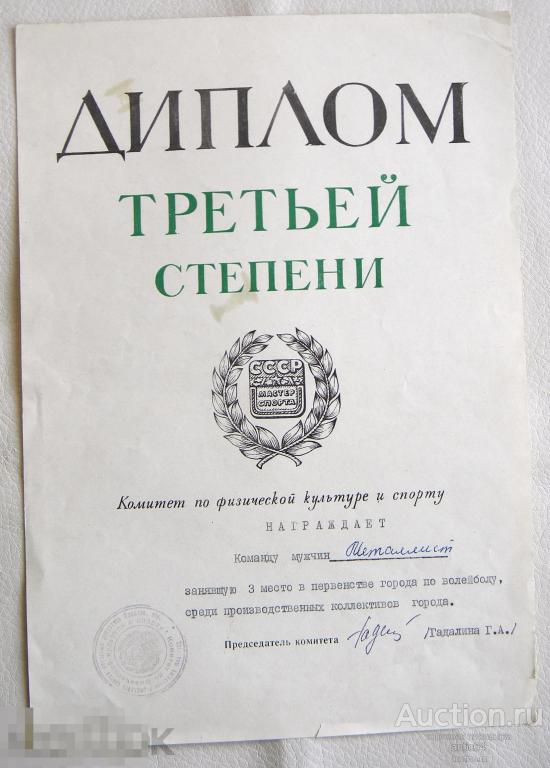 ДИПЛОМ
ТРЕТЬЕЙ
СТЕПЕНИ
СССР
МАСТЕР
СПОРТА
Комитет по физической культуре и спорту
НАГРАЖДАЕТ
Команду мужчин Металлист
занявшую 3 место в первенстве города по волейболу,
среди производственных коллективов города.
Председатель комитета /Гадалина Г.А./
Auction.ru